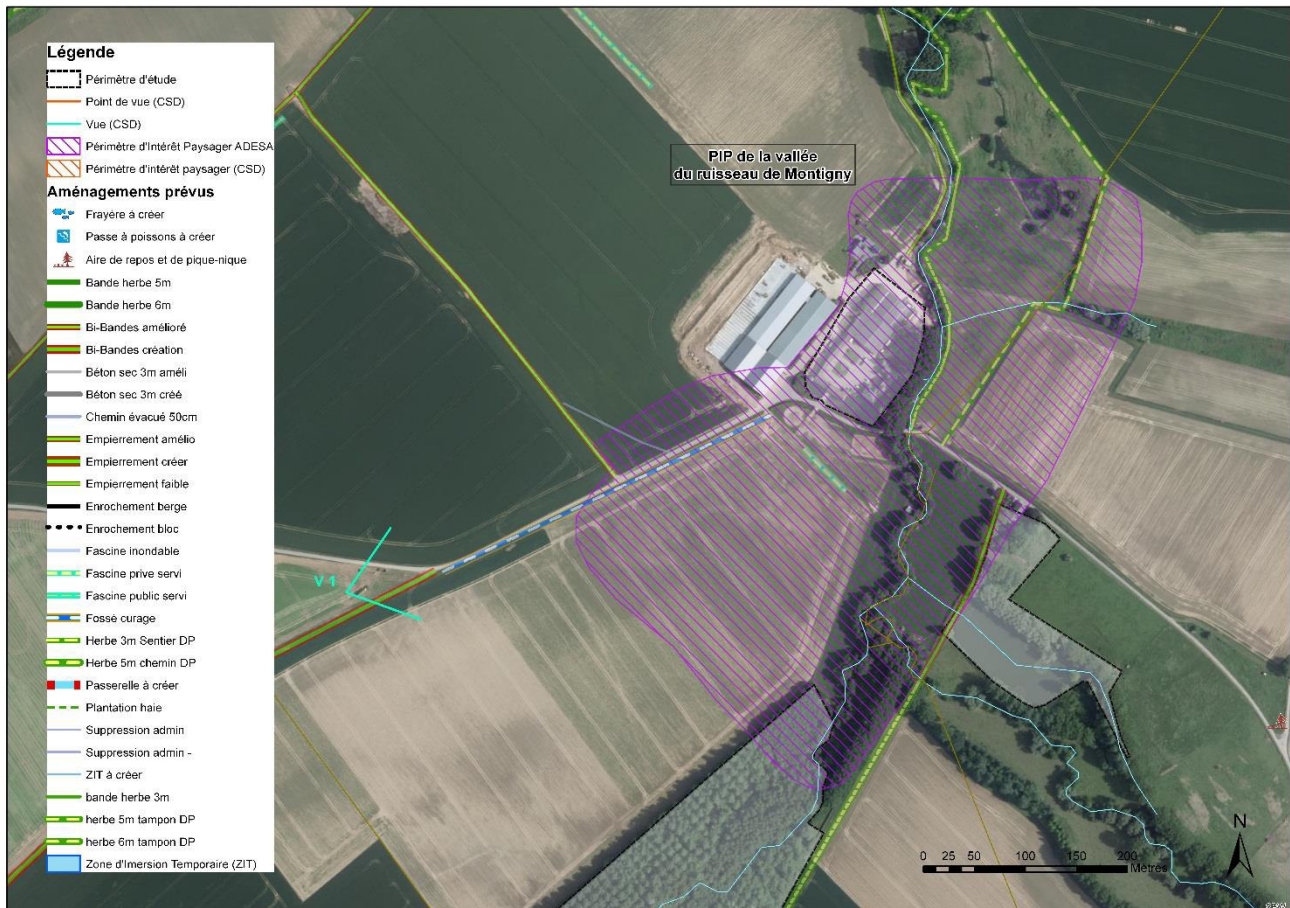 Légende
Périmètre d'étude
Point de vue (CSD)
Vue (CSD)
Périmètre d'Intérêt Paysager ADESA
Périmètre d'intérêt paysager (CSD)
Aménagements prévus
Frayère à créer
Passe à poissons à créer
Aire de repos et de pique-nique
Bande herbe 5m
Bande herbe 6m
Bi-Bandes amélioré
Bi-Bandes création
Béton sec 3m améli
Béton sec 3m créé
Chemin évacué 50cm
Empierrement amélio
Empierrement créer
Empierrement faible
Enrochement berge
Enrochement bloc
Fascine inondable
Fascine prive servi
Fascine public servi
Fossé curage
Herbe 3m Sentier DP
Herbe 5m chemin DP
Passerelle à créer
Plantation haie
Suppression admin
Suppression admin -
ZIT à créer
bande herbe 3m
herbe 5m tampon DP
herbe 6m tampon DP
Zone d'Imersion Temporaire (ZIT)
PIP de la vallée
du ruisseau de Montigny
V 1
N
0 25 50 100 150 200
Mètres